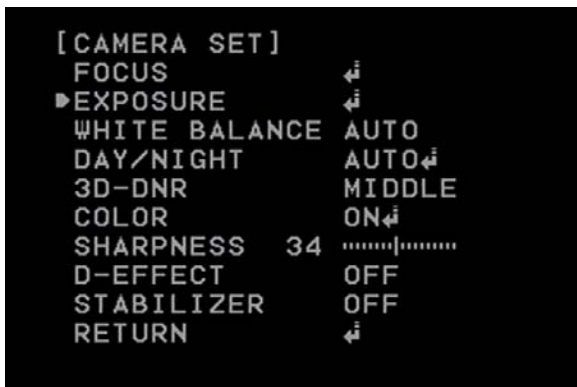 [CAMERA SET]
FOCUS ↵
EXPOSURE ↵
WHITE BALANCE AUTO
DAY/NIGHT AUTO↵
3D-DNR MIDDLE
COLOR ON↵
SHARPNESS 34
D-EFFECT OFF
STABILIZER OFF
RETURN ↵